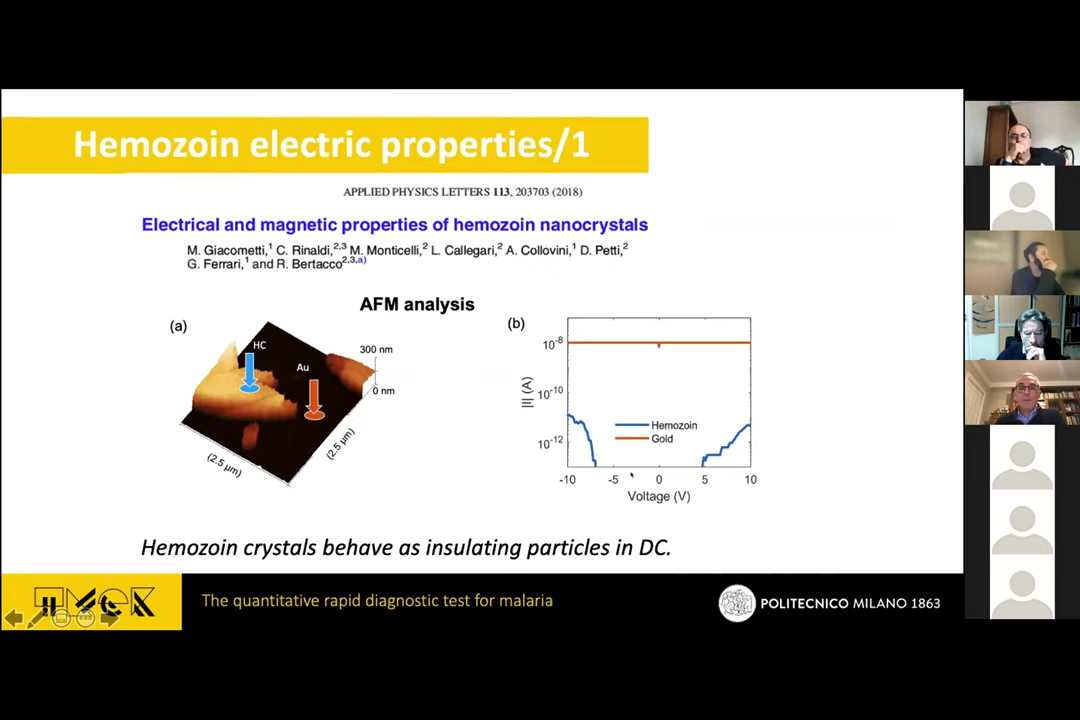 Hemozoin electric properties/1
APPLIED PHYSICS LETTERS 113, 203703 (2018)
Electrical and magnetic properties of hemozoin nanocrystals
M. Giacometti,1 C. Rinaldi,2,3 M. Monticelli,2 L. Callegari,2 A. Collovini,1 D. Petti,2
G. Ferrari,1 and R. Bertacco2,3,a)
AFM analysis
(a)
HC
Au
300 nm
0 nm
(2.5 μm)
(2.5 μm)
(b)
10-8
10-10
10-12
|I| (A)
Hemozoin
Gold
-10 -5 0 5 10
Voltage (V)
Hemozoin crystals behave as insulating particles in DC.
The quantitative rapid diagnostic test for malaria
POLITECNICO MILANO 1863